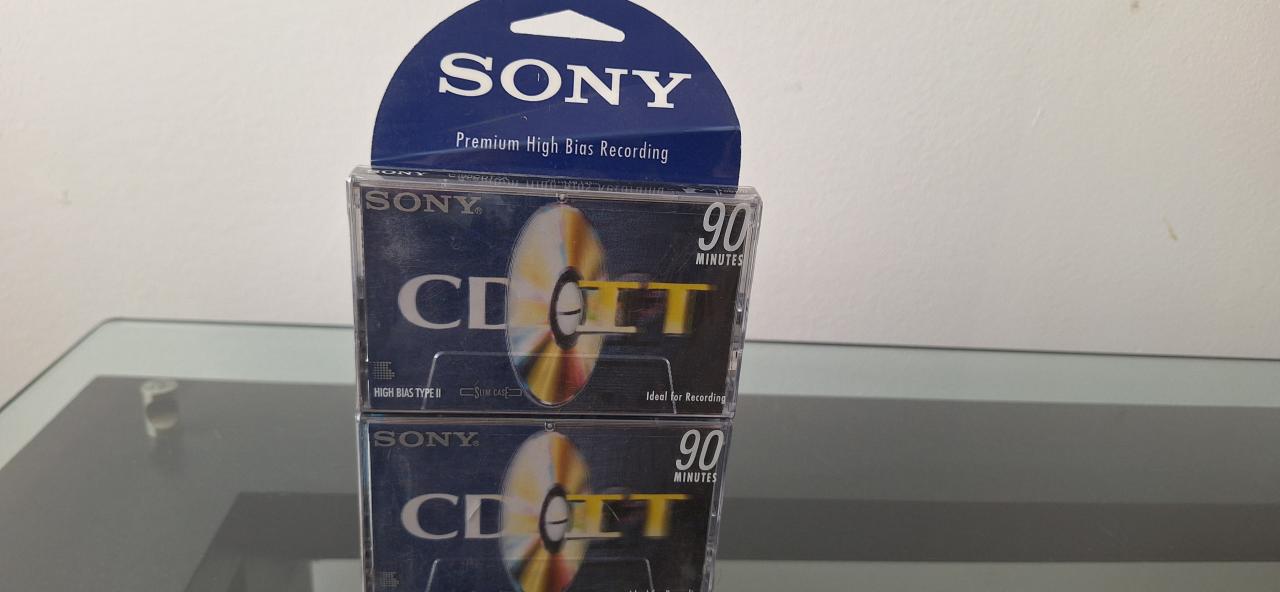 SONY
Premium High Bias Recording
SONY
SONY®
90
MINUTES
CD IT
HIGH BIAS TYPE II
SLIM CASE
Ideal for Recording
SONY®
90
MINUTES
CD IT